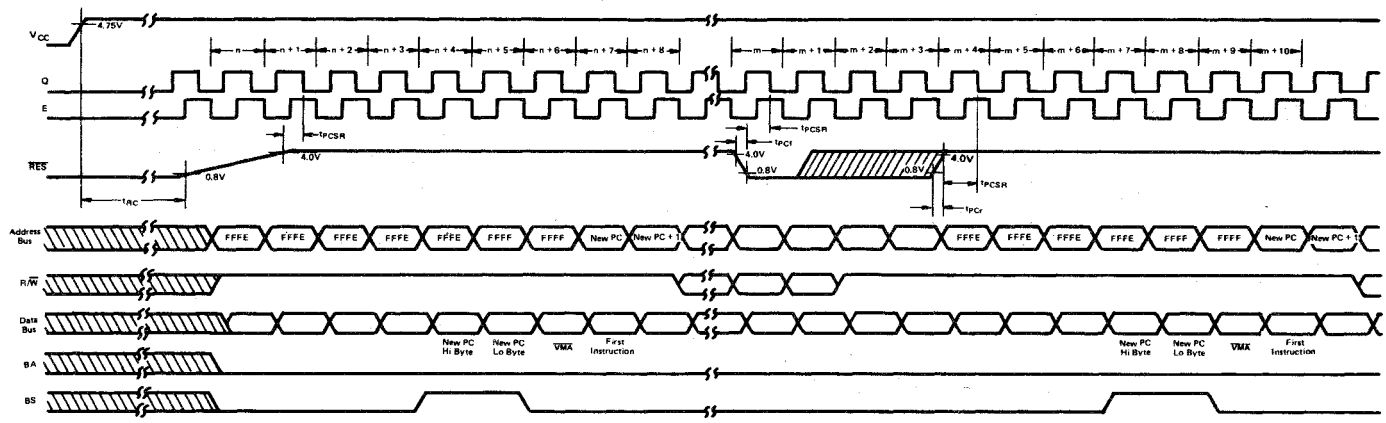 4.75V
VCC
n n + 1 n + 2 n + 3 n + 4 n + 5 n + 6 n + 7 n + 8 m m + 1 m + 2 m + 3 m + 4 m + 5 m + 6 m + 7 m + 8 m + 9 m + 10
Q
E
tPCSR tPCSR
tPCf
4.0V 4.0V 4.0V
RES
0.8V 0.8V 0.8V
tPCSR
tRC
tPCr
Address
Bus
FFFE FFFE FFFE FFFE FFFE FFFF FFFF New PC New PC + 1 FFFE FFFE FFFE FFFE FFFF FFFF New PC New PC + 1
R/W
Data
Bus
New PC
Hi Byte
New PC
Lo Byte
VMA
First
Instruction
New PC
Hi Byte
New PC
Lo Byte
VMA
First
Instruction
BA
BS